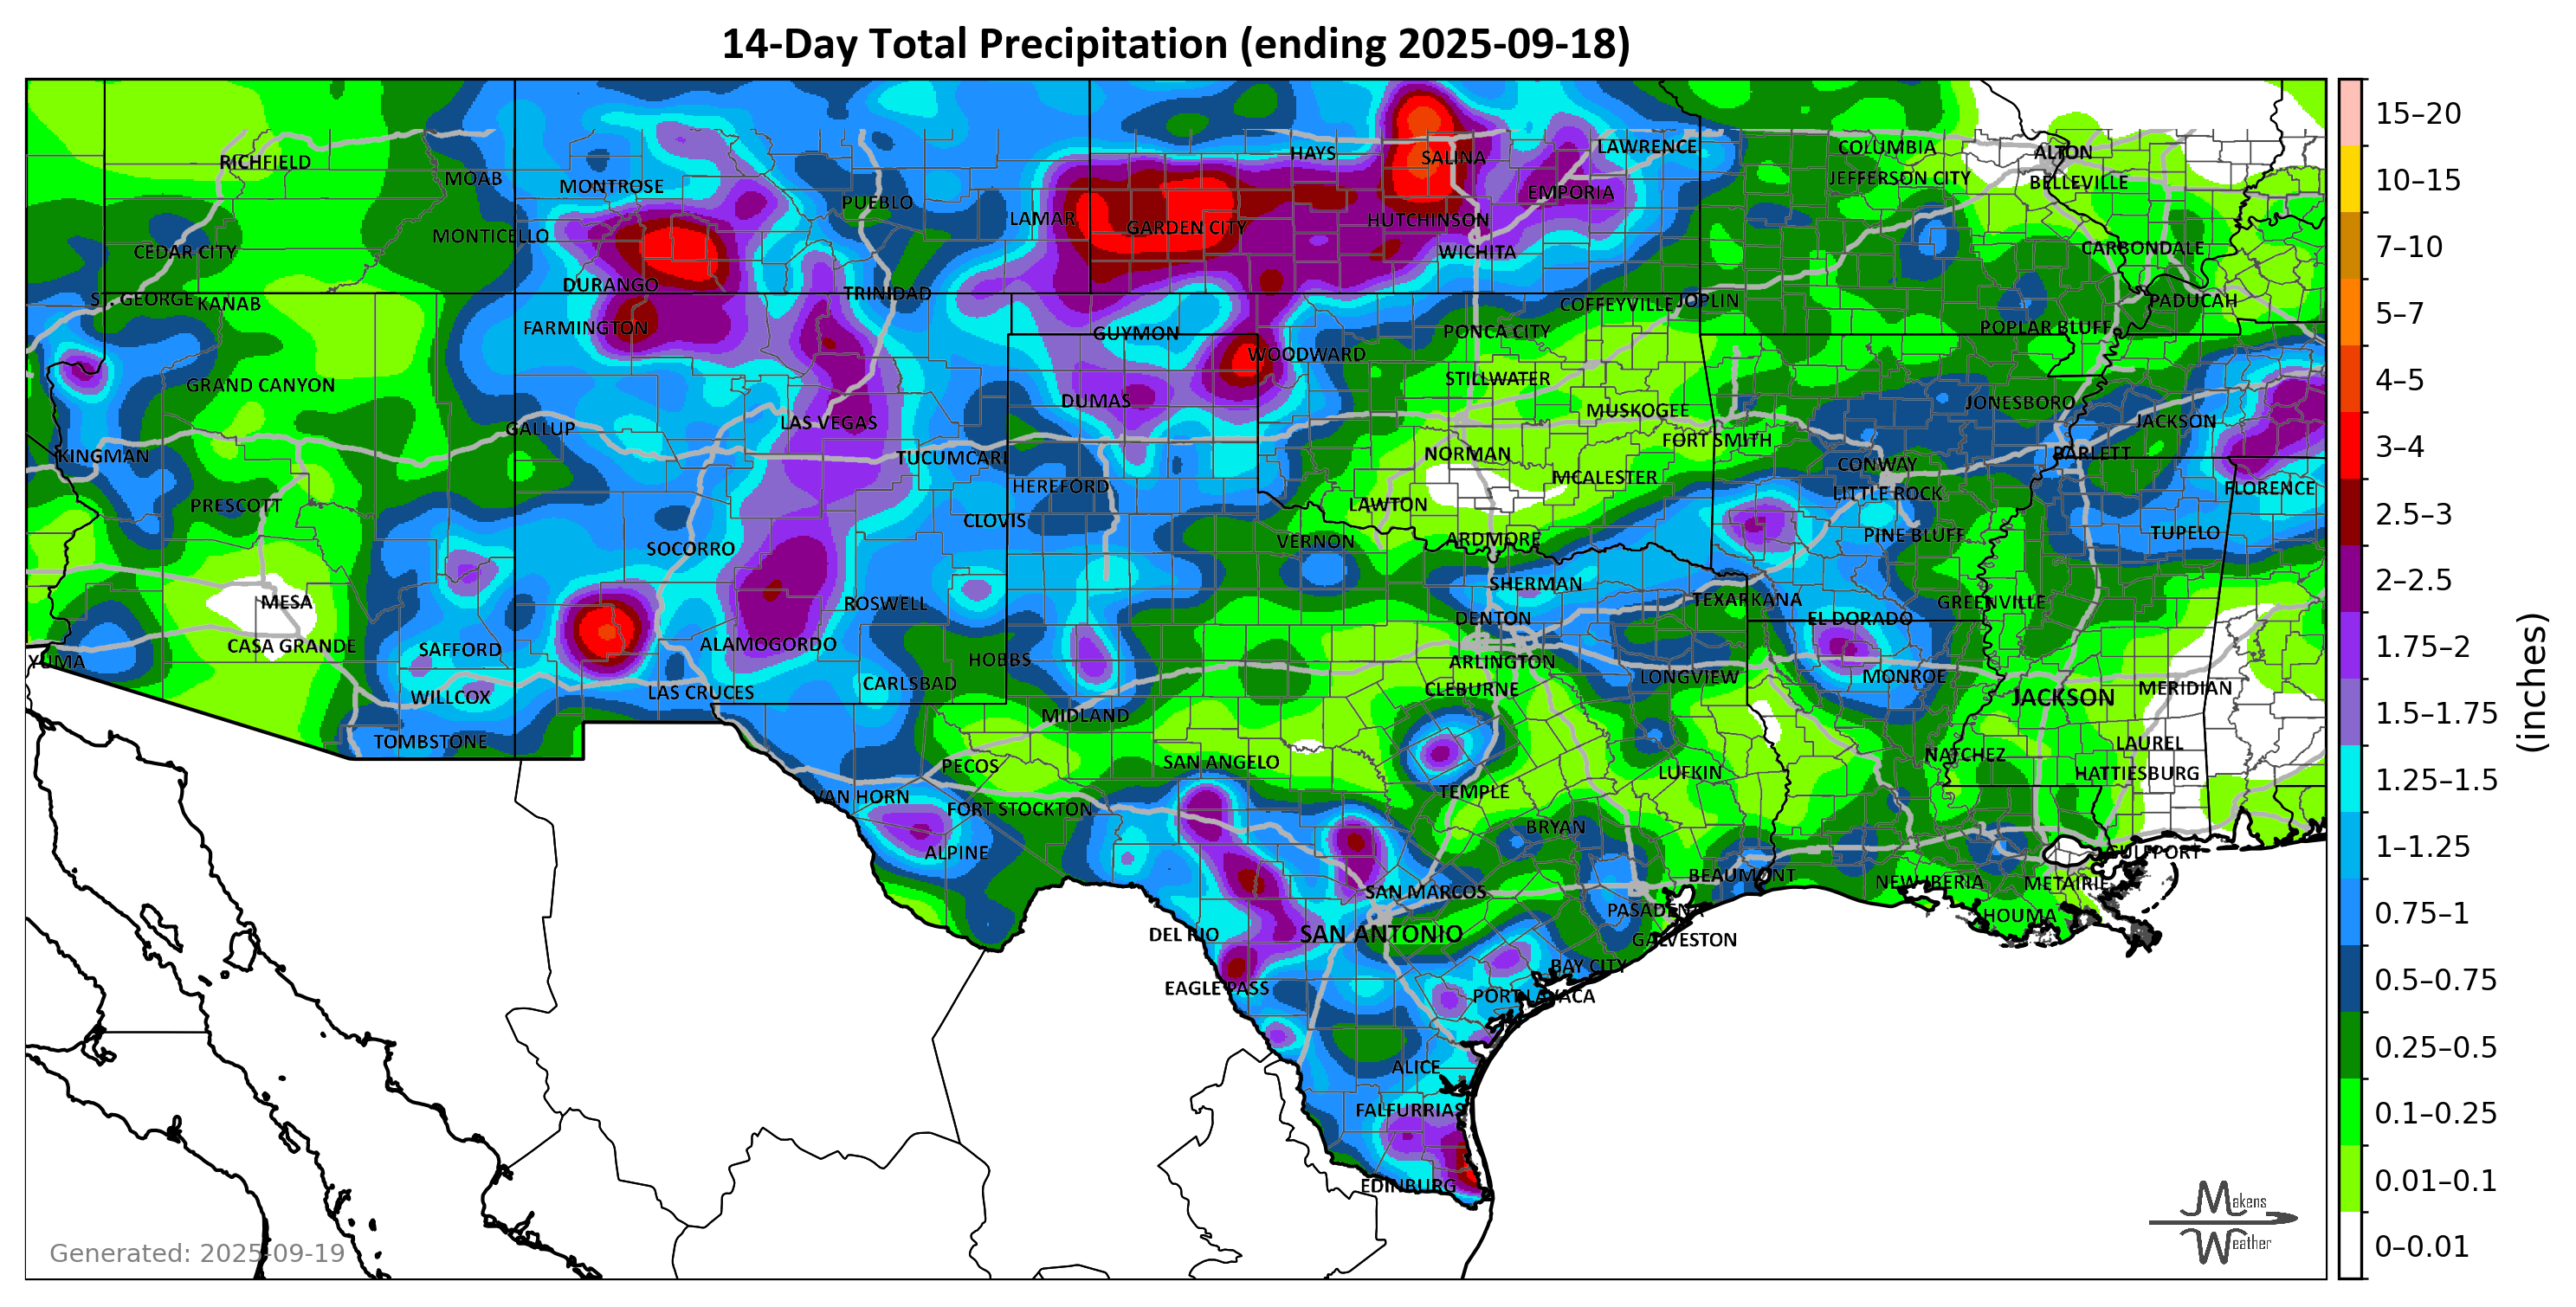 14-Day Total Precipitation (ending 2025-09-18)
RICHFIELD
MOAB
MONTROSE
PUEBLO
LAMAR
HAYS
SALINA
LAWRENCE
EMPORIA
COLUMBIA
JEFFERSON CITY
ALTON
BELLEVILLE
CEDAR CITY
MONTICELLO
GARDEN CITY
HUTCHINSON
WICHITA
CARBONDALE
DURANGO
TRINIDAD
ST. GEORGE
KANAB
FARMINGTON
GUYMON
WOODWARD
PONCA CITY
COFFEYVILLE
JOPLIN
POPLAR BLUFF
PADUCAH
GRAND CANYON
DUMAS
STILLWATER
MUSKOGEE
JONESBORO
JACKSON
GALLUP
LAS VEGAS
KINGMAN
TUCUMCARI
NORMAN
FORT SMITH
CONWAY
BARLETT
PRESCOTT
HEREFORD
LAWTON
MCALESTER
LITTLE ROCK
FLORENCE
SOCORRO
CLOVIS
VERNON
ARDMORE
PINE BLUFF
TUPELO
MESA
ROSWELL
SHERMAN
TEXARKANA
GREENVILLE
CASA GRANDE
SAFFORD
ALAMOGORDO
DENTON
EL DORADO
YUMA
HOBBS
ARLINGTON
WILLCOX
LAS CRUCES
CARLSBAD
CLEBURNE
LONGVIEW
MONROE
JACKSON
MERIDIAN
TOMBSTONE
MIDLAND
LAUREL
PECOS
SAN ANGELO
LUFKIN
NATCHEZ
HATTIESBURG
VAN HORN
FORT STOCKTON
TEMPLE
BRYAN
ALPINE
GULFPORT
SAN MARCOS
BEAUMONT
NEW IBERIA
METAIRIE
PASADENA
HOUMA
DEL RIO
SAN ANTONIO
GALVESTON
EAGLE PASS
BAY CITY
PORT LAVACA
ALICE
FALFURRIAS
EDINBURG
Generated: 2025-09-19
Makens
Weather
15–20
10–15
7–10
5–7
4–5
3–4
2.5–3
2–2.5
1.75–2
1.5–1.75
1.25–1.5
1–1.25
0.75–1
0.5–0.75
0.25–0.5
0.1–0.25
0.01–0.1
0–0.01
(inches)